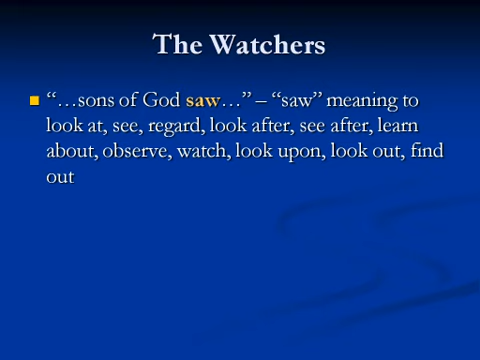 The Watchers
“…sons of God saw…” – “saw” meaning to
look at, see, regard, look after, see after, learn
about, observe, watch, look upon, look out, find
out